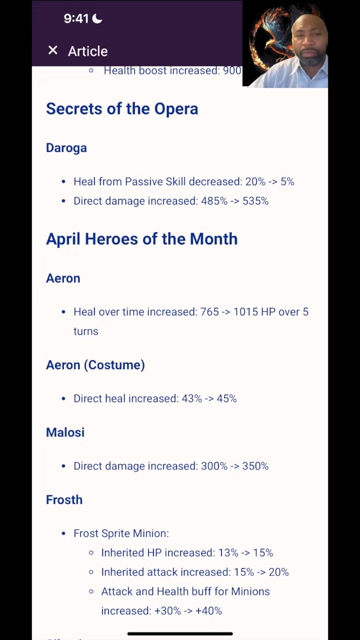 9:41
× Article
Health boost increased: 900
Secrets of the Opera
Daroga
• Heal from Passive Skill decreased: 20% -> 5%
• Direct damage increased: 485% -> 535%
April Heroes of the Month
Aeron
• Heal over time increased: 765 -> 1015 HP over 5
turns
Aeron (Costume)
• Direct heal increased: 43% -> 45%
Malosi
• Direct damage increased: 300% -> 350%
Frosth
• Frost Sprite Minion:
Inherited HP increased: 13% -> 15%
Inherited attack increased: 15% -> 20%
Attack and Health buff for Minions
increased: +30% -> +40%